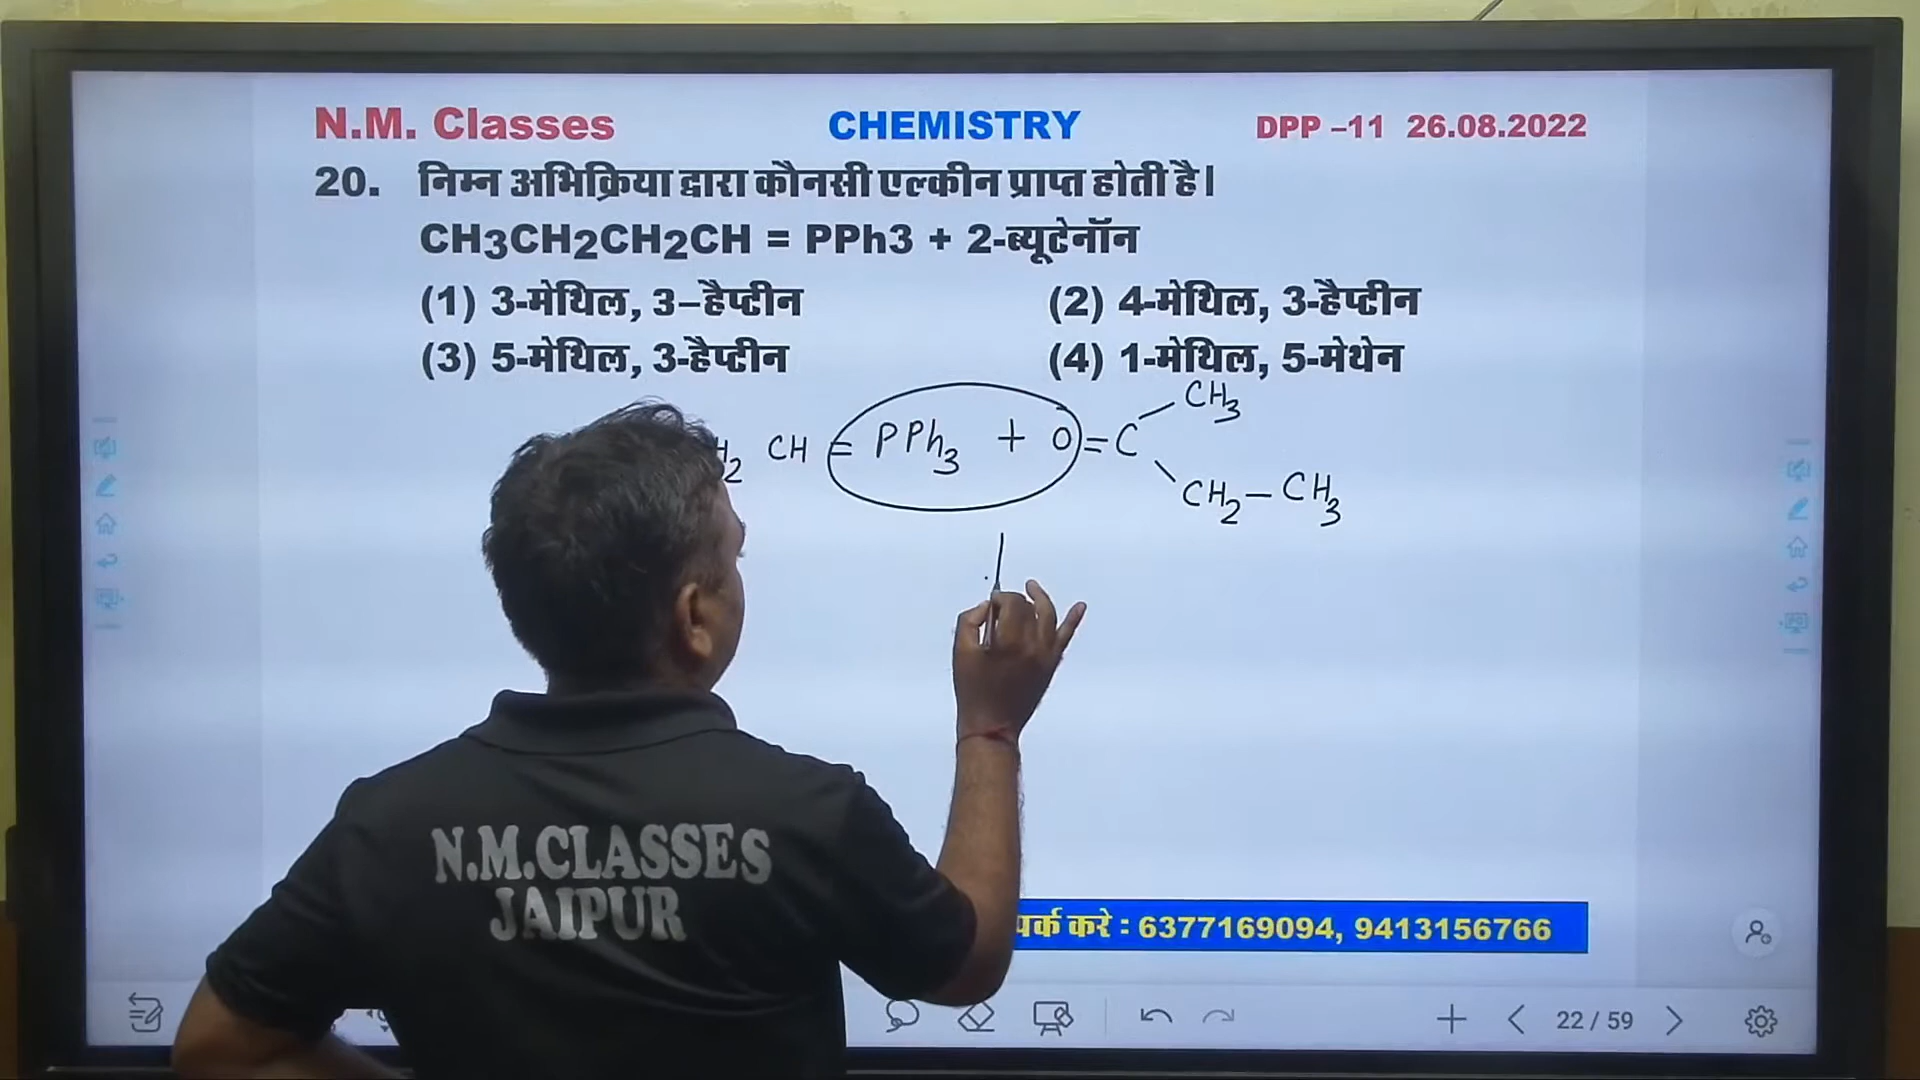 N.M. Classes CHEMISTRY DPP –11 26.08.2022
20. निम्न अभिक्रिया द्वारा कौनसी एल्कीन प्राप्त होती है।
CH3CH2CH2CH = PPh3 + 2-ब्यूटेनॉन
(1) 3-मेथिल, 3–हैप्टीन (2) 4-मेथिल, 3-हैप्टीन
(3) 5-मेथिल, 3-हैप्टीन (4) 1-मेथिल, 5-मेथेन
CH3
H2 CH = PPh3 + O = C
CH2 – CH3
N.M.CLASSES
JAIPUR
पर्क करे : 6377169094, 9413156766
22 / 59